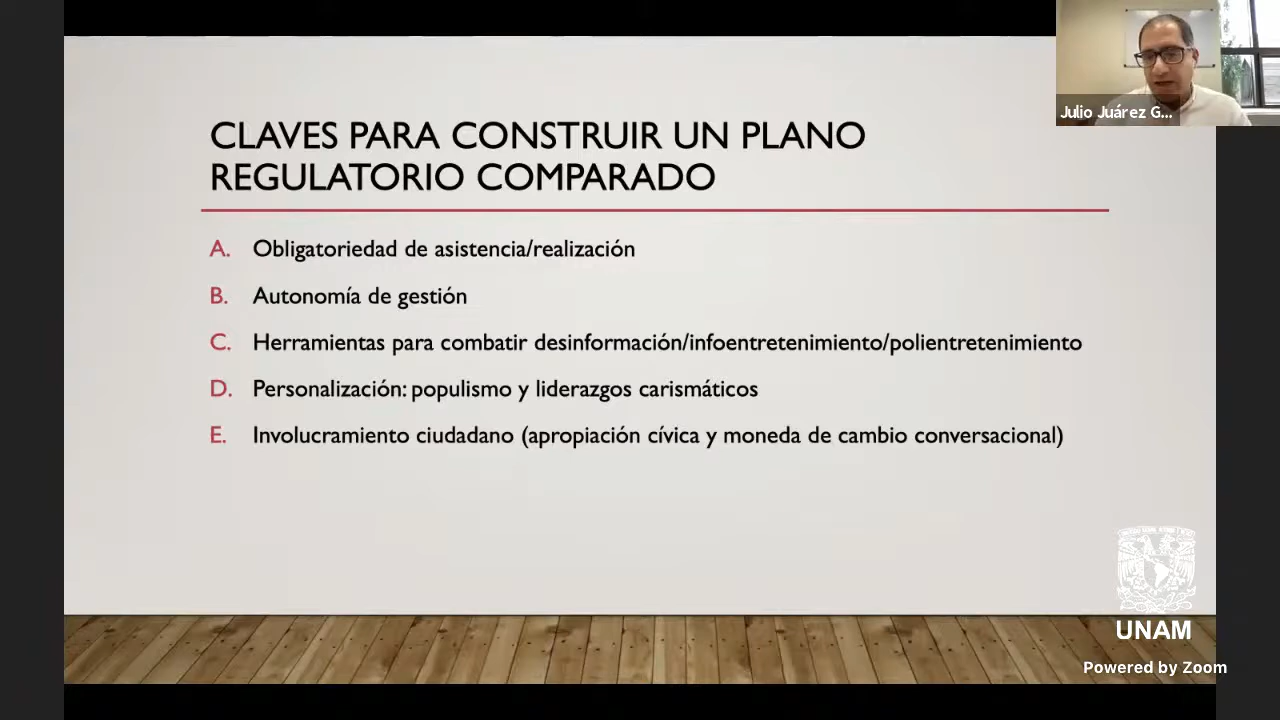 CLAVES PARA CONSTRUIR UN PLANO
REGULATORIO COMPARADO
A. Obligatoriedad de asistencia/realización
B. Autonomía de gestión
C. Herramientas para combatir desinformación/infoentretenimiento/polientretenimiento
D. Personalización: populismo y liderazgos carismáticos
E. Involucramiento ciudadano (apropiación cívica y moneda de cambio conversacional)
Julio Juárez G...
UNAM
Powered by Zoom